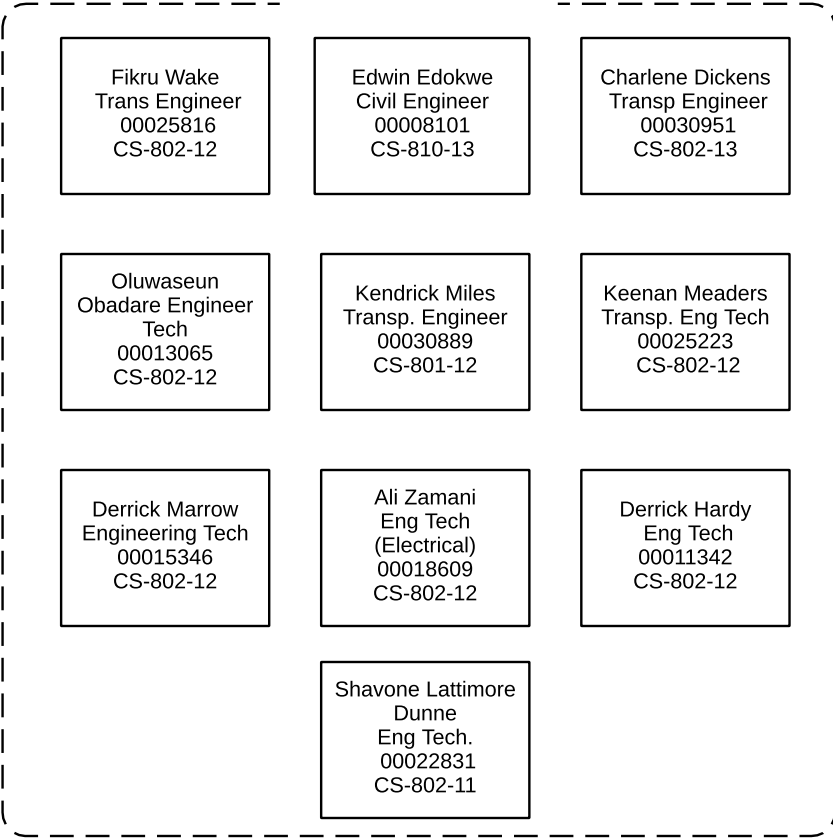 Fikru Wake
Trans Engineer
00025816
CS-802-12
Edwin Edokwe
Civil Engineer
00008101
CS-810-13
Charlene Dickens
Transp Engineer
00030951
CS-802-13
Oluwaseun
Obadare Engineer
Tech
00013065
CS-802-12
Kendrick Miles
Transp. Engineer
00030889
CS-801-12
Keenan Meaders
Transp. Eng Tech
00025223
CS-802-12
Derrick Marrow
Engineering Tech
00015346
CS-802-12
Ali Zamani
Eng Tech
(Electrical)
00018609
CS-802-12
Derrick Hardy
Eng Tech
00011342
CS-802-12
Shavone Lattimore
Dunne
Eng Tech.
00022831
CS-802-11